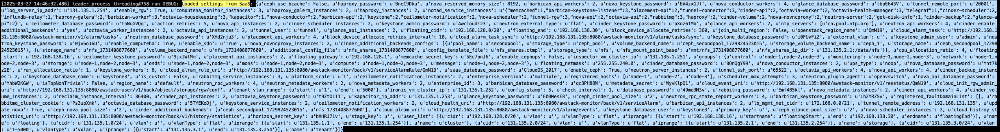 [2025-03-27 14:46:32,486] leader_process threading#758 run DEBUG: Loaded settings from SaaS: {u'ceph_use_bcache': False, u'haproxy_password': u'BneC9Dka', u'nova_reserved_memory_size': 8192, u'barbican_api_workers': 2, u'nova_keystone_password': u'EV4zxGJf', u'nova_conductor_workers': 4, u'glance_database_password': u'tbpE64SV', u'tunnel_remote_port': u'20001',
u'log_server_ip_addr': u'131.135.1.254', u'enable_rgw': True, u'computeha_monitor_instances': 3, u'haproxy_galera_instances': 2, u'haproxy_instances': 2, u'nomad_service_instances': u'{"memcached":1,"barbican-keystone-listener":3,"placement-api":2,"tunnel-connector":3,"cinder-api":2,"octavia-worker":2,"octavia-health-manager":3,"telegraf":1,"cinder-scheduler":2,
"influxdb-relay":1,"haproxy-galera":2,"barbican-worker":3,"octavia-housekeeping":3,"kapacitor":1,"nova-conductor":2,"barbican-api":2,"keystone":2,"ceilometer-notification":2,"nova-scheduler":2,"tunnel-rgw":3,"nova-api":2,"octavia-api":2,"rabbitmq":3,"haproxy":2,"cinder-volume":2,"nova-novncproxy":2,"neutron-server":2,"get-disk-info":1,"cinder-backup":2,"glance-a
pi":2}', u'ceilometer_database_password': u't5NuGVQq', u'action_retries': 5, u'nova_api_instances': 2, u'cinder_scheduler_instances': 2, u'keystone_admin_password': u'Awcloud!23', u'neutron_external_type': u'flat', u'cinder_keystone_password': u'pXoz6fMb', u'glance_api_workers': 2, u'ntp_servers': [u'cn.pool.ntp.org'], u'neutron_api_workers': 4, u'cinder_enable_
additional_backends': u'yes', u'octavia_worker_instances': 2, u'octavia_api_instances': 2, u'tunnel_user': u'tunnel', u'glance_api_instances': 2, u'floating_cidr': u'192.168.128.0/20', u'floating_end': u'192.168.138.30', u'block_device_allocate_retries': 360, u'join_multi_region': False, u'openstack_region_name': u'QmN19', u'cloud_alarm_task': u'http://192.168.1
31.135:8080/awstack-monitor/v1/alarm/tasks', u'neutron_database_password': u'XHd2nju3', u'placement_api_workers': 4, u'block_device_allocate_retries_interval': 10, u'cloud_alarm_task_sync': u'http://192.168.131.135:8080/awstack-monitor/v1/alarm/tasks/sync', u'keystone_password': u'i0FUvFiZ', u'external_vlan': u'', u'keystone_admin_user': u'admin', u'neu
tron_keystone_password': u'0jv6oJ6U', u'enable_computeha': True, u'enable_sdn': u'True', u'nova_novncproxy_instances': 2, u'cinder_additional_backends_configs': [{u'pool_name': u'secondpool', u'storage_type': u'ceph_pool', u'volume_backend_name': u'ceph_secondpool_1729824523015', u'storage_volume_backend_name': u'ceph_1', u'storage_name': u'ceph_secondpool_17298
24523015'}, {u'storage_name': u'nfs_1731408877600', u'volume_backend_name': u'nfs_1731408877600', u'additional_config_file': u'nfs_shares_1731408877600', u'config_template_file': u'nfs_shares.ctmpl', u'storage_type': u'nfs', u'nfs_mount_point_base': u'mnt/nfs_1731408877600', u'nfs_shares_ip_dir': u'131.135.2.1:/data/nfs'}], u'cpu_allocation_ratio': 4, u'floating
_start': u'192.168.138.16', u'ceilometer_keystone_password': u'9jxIWtMm', u'placement_api_instances': 2, u'floating_gateway': u'192.168.128.1', u'memcache_secret_key': u'5Ec7pnJ6', u'enable_cephops': False, u'inspector_vm_cluster_ip': u'131.135.1.251', u'groups': {u'control': u'node-1,node-2,node-3', u'monitoring': u'node-1,node-2,node-3', u'network': u'node-1,n
ode-2,node-3', u'storage': u'node-1,node-2,node-3', u'osds': u'node-1,node-2,node-3', u'mons': u'node-1,node-2,node-3', u'compute': u'node-1,node-2,node-3', u'message': u'node-1,node-2,node-3'}, u'floating_netmask': u'255.255.240.0', u'cinder_database_password': u'8OnQgY99', u'nova_conductor_instances': 2, u'ups_type': u'noop', u'nova_database_password': u'Ynt7k
z2E', u'ram_allocation_ratio': 1, u'keystone_workers': 8, u'cloud_alram_rule_uri': u'http://192.168.131.135:8080/awstack-monitor/back/v1/serviceAlarmRule/QmN19', u'saas_database_password': u'CloudOS_2017', u'enable_ceph': True, u'neutron_server_instances': 2, u'tunnel_ssh_port': u'65522', u'octavia_api_workers': 4, u'nova_api_workers': 4, u'cinder_backup_instanc
es': 2, u'keystone_database_name': u'keystone3', u'is_custom': False, u'rabbitmq_service_instances': 3, u'platform_scale': u'1', u'ceilometer_notification_instances': 2, u'enterprise_version': u'multiple', u'registered_hosts': [u'node-1', u'node-2', u'node-3'], u'scheduler_max_attempts': 3, u'neutron_plugin_agent': u'openvswitch', u'nova_api_database_password':
u'YhbW2KGW', u'isTopNonTrivial': False, u'region_name': u'default', u'neutron_rpc_workers': 4, u'neutron_metadata_workers': 2, u'nova_metadata_workers': 2, u'enterprise_id': 3, u'barbican_database_password': u'qc3PH88M', u'metadata_secret': u'WyvKlpQ1', u'cloud_event_uri': u'http://192.168.131.135:8080/awstack-monitor/v1/resstatus/QmN19', u'cloud_init_rgw_admin_
uri': u'http://192.168.131.135:8080/awstack-user/v1/back/object/storage/rgw/conf', u'tenant_vlan_range': {u'start': u'1', u'end': u'5000'}, u'ironic_vm_cluster_ip': u'131.135.1.252', u'config_stamp': 5, u'check_interval': 1, u'database_password': u'49mo3N3v', u'rabbitmq_password': u'Emf4B5kl', u'nova_metadata_instances': 2, u'cinder_api_workers': 4, u'cinder_vol
ume_instances': 2, u'reclaim_instance_interval': 86400, u'cinder_api_instances': 2, u'octavia_keystone_password': u't9ZtO1I1', u'kapacitor_ip_addr': u'131.135.1.253', u'glance_keystone_password': u'E0BMesF8', u'ceph_cinder_pool_size': u'2', u'neutron_rpc_state_report_workers': 4, u'barbican_keystone_password': u'Lh2YRZSv', u'registered_faultDomainList': [], u'ra
bbitmq_cluster_cookie': u'Ps3upXmk', u'octavia_database_password': u'5TYEKoDj', u'keystone_service_instances': 2, u'ceilometer_notification_workers': 2, u'cloud_health_uri': u'http://192.168.131.135:8080/awstack-monitor/back/v1/serviceAlarm', u'barbican_api_instances': 2, u'lb_mgmt_net_cidr': u'172.168.0.0/21', u'tunnel_remote_address': u'192.168.131.135', u'upd
ate_nova': True, u'ceph_nova_pool_size': u'2', u'cinder_additional_backends': [u'ceph_secondpool_1729824523015', u'nfs_1731408877600'], u'cloud_alram_uri': u'http://192.168.131.135:8080/awstack-monitor/v1/alarm/events', u'keystone_database_user': u'keystone3', u'primary_key': u'', u'ceph_glance_pool_size': u'2', u'nova_scheduler_instances': 2, u'cloud_histroy_st
atistics_uri': u'http://192.168.131.135:8080/awstack-monitor/back/v1/history/statistics', u'horizon_secret_key': u'bXHRJ71v', u'stage_key': u'', u'user_list': [{u'cidr': u'192.168.128.0/20', u'vlan': u'', u'vlanType': u'flat', u'iprange': [{u'start': u'192.168.138.16', u'startname': u'floatingStart', u'end': u'192.168.138.30', u'endname': u'floatingEnd'}], u'nam
e': u'floating'}, {u'cidr': u'131.135.1.0/24', u'vlan': u'', u'vlanType': u'flat', u'iprange': [{u'start': u'131.135.1.1', u'end': u'131.135.1.254'}], u'name': u'cluster'}, {u'cidr': u'131.135.2.0/24', u'vlan': u'', u'vlanType': u'flat', u'iprange': [{u'start': u'131.135.2.1', u'end': u'131.135.2.254'}], u'name': u'storage'}, {u'cidr': u'131.135.3.0/24', u'vlan'
: u'1-5000', u'vlanType': u'vxlan', u'iprange': [{u'start': u'131.135.3.1', u'end': u'131.135.3.254'}], u'name': u'tenant'}]}